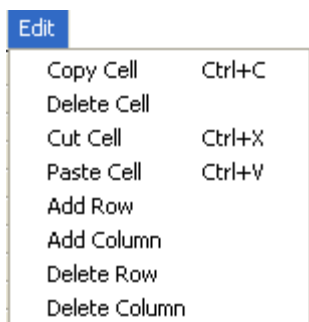 Edit
Copy Cell Ctrl+C
Delete Cell
Cut Cell Ctrl+X
Paste Cell Ctrl+V
Add Row
Add Column
Delete Row
Delete Column